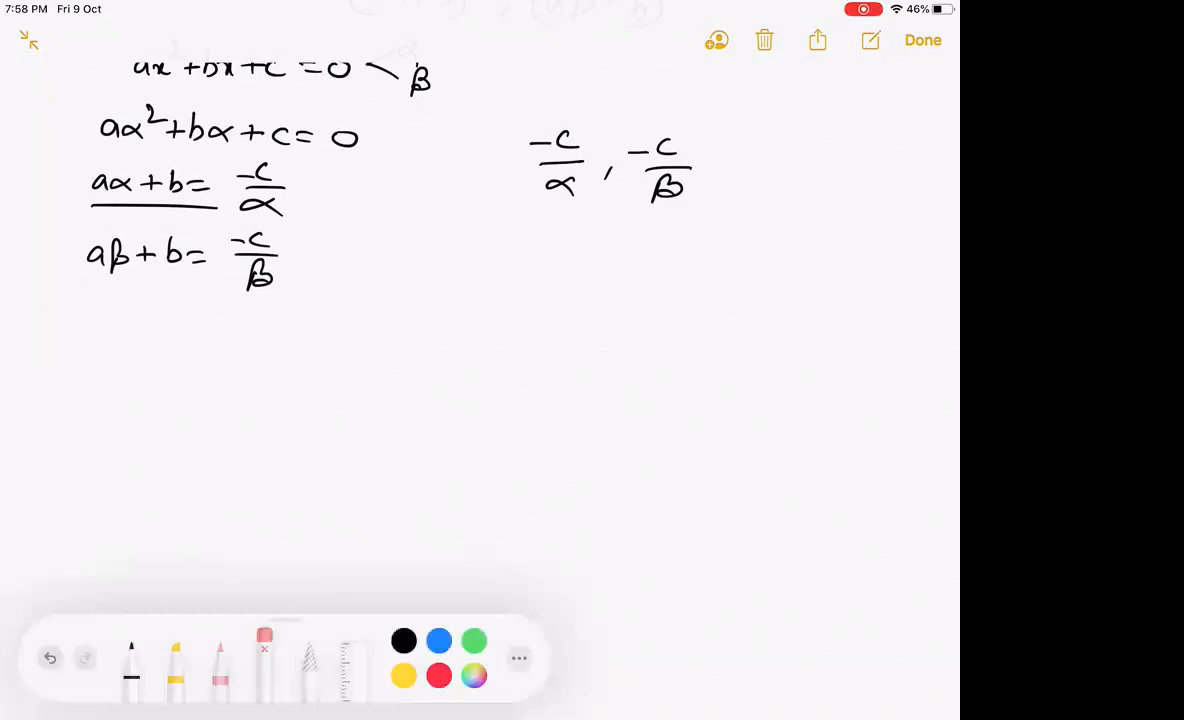 7:58 PM Fri 9 Oct
46%
Done
ax²+bx+c=0 β
aα²+bα+c=0
aα+b= -c/α
aβ+b= -c/β
-c/α , -c/β